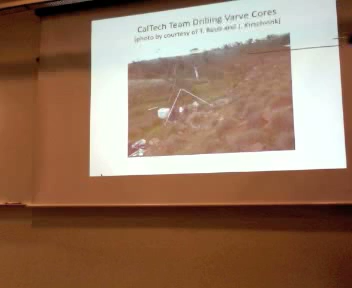 CalTech Team Drilling Varve Cores
(photo by courtesy of T. Raub and J. Kirschvink)